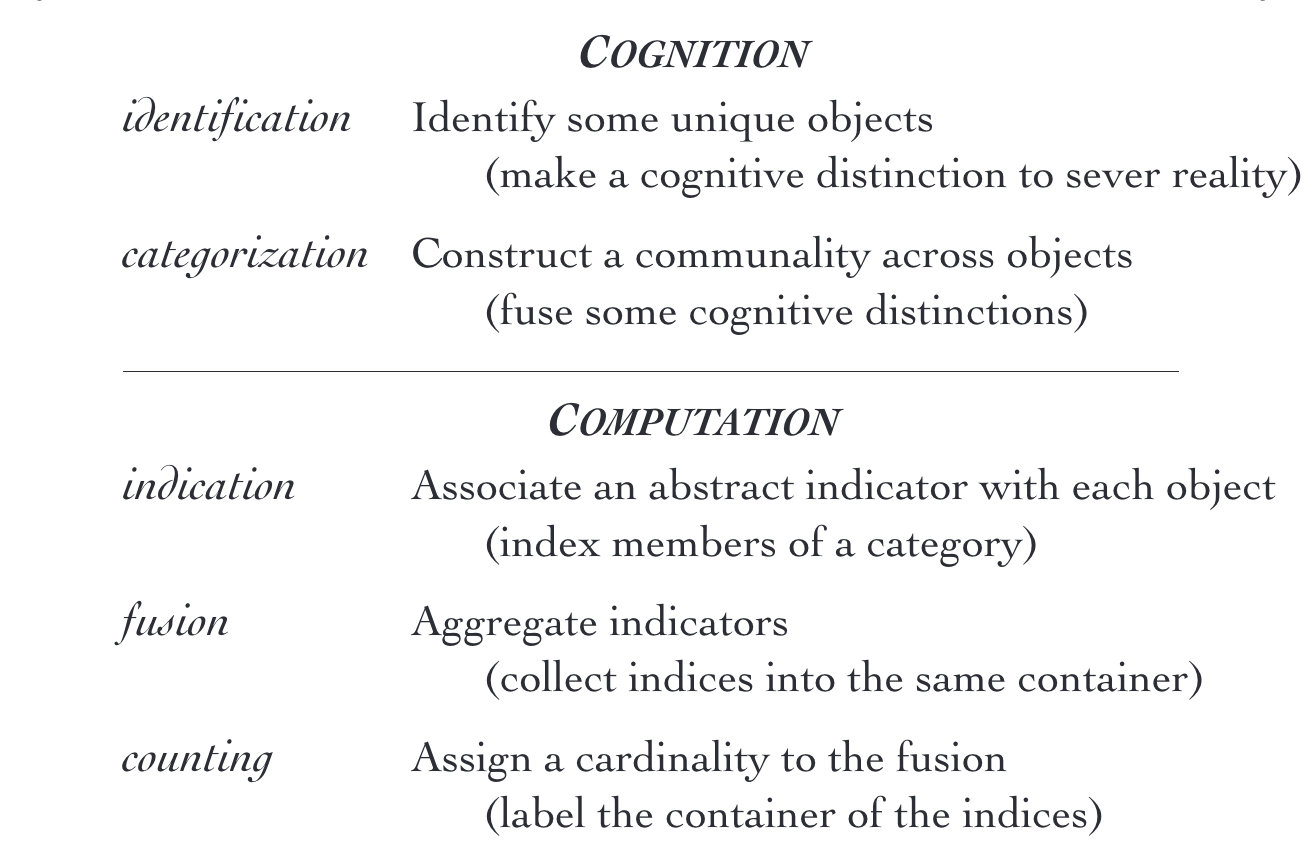 COGNITION
identification Identify some unique objects
(make a cognitive distinction to sever reality)
categorization Construct a communality across objects
(fuse some cognitive distinctions)
COMPUTATION
indication Associate an abstract indicator with each object
(index members of a category)
fusion Aggregate indicators
(collect indices into the same container)
counting Assign a cardinality to the fusion
(label the container of the indices)